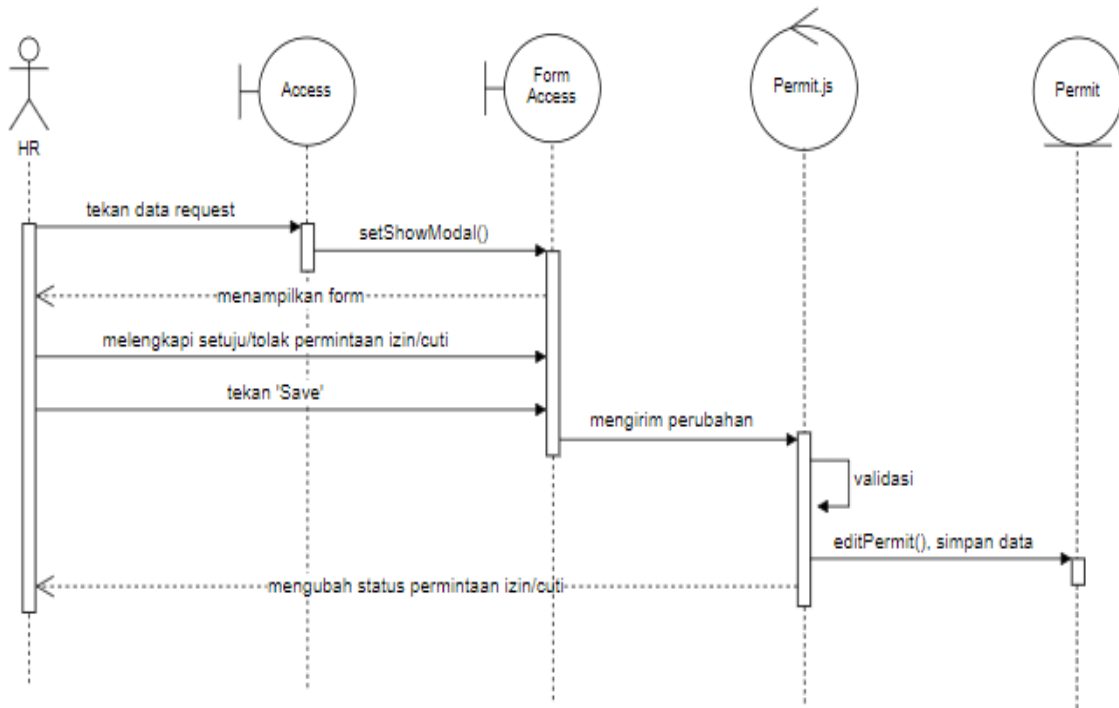 HR
Access
Form
Access
Permit.js
Permit
tekan data request
setShowModal()
menampilkan form
melengkapi setuju/tolak permintaan izin/cuti
tekan 'Save'
mengirim perubahan
validasi
editPermit(), simpan data
mengubah status permintaan izin/cuti